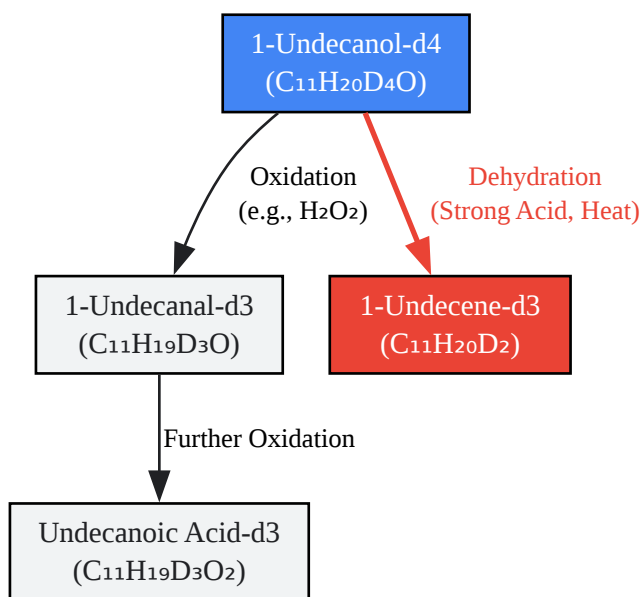 1-Undecanol-d4
(C₁₁H₂₀D₄O)
Oxidation
(e.g., H₂O₂)
Dehydration
(Strong Acid, Heat)
1-Undecanal-d3
(C₁₁H₁₉D₃O)
1-Undecene-d3
(C₁₁H₂₀D₂)
Further Oxidation
Undecanoic Acid-d3
(C₁₁H₁₉D₃O₂)